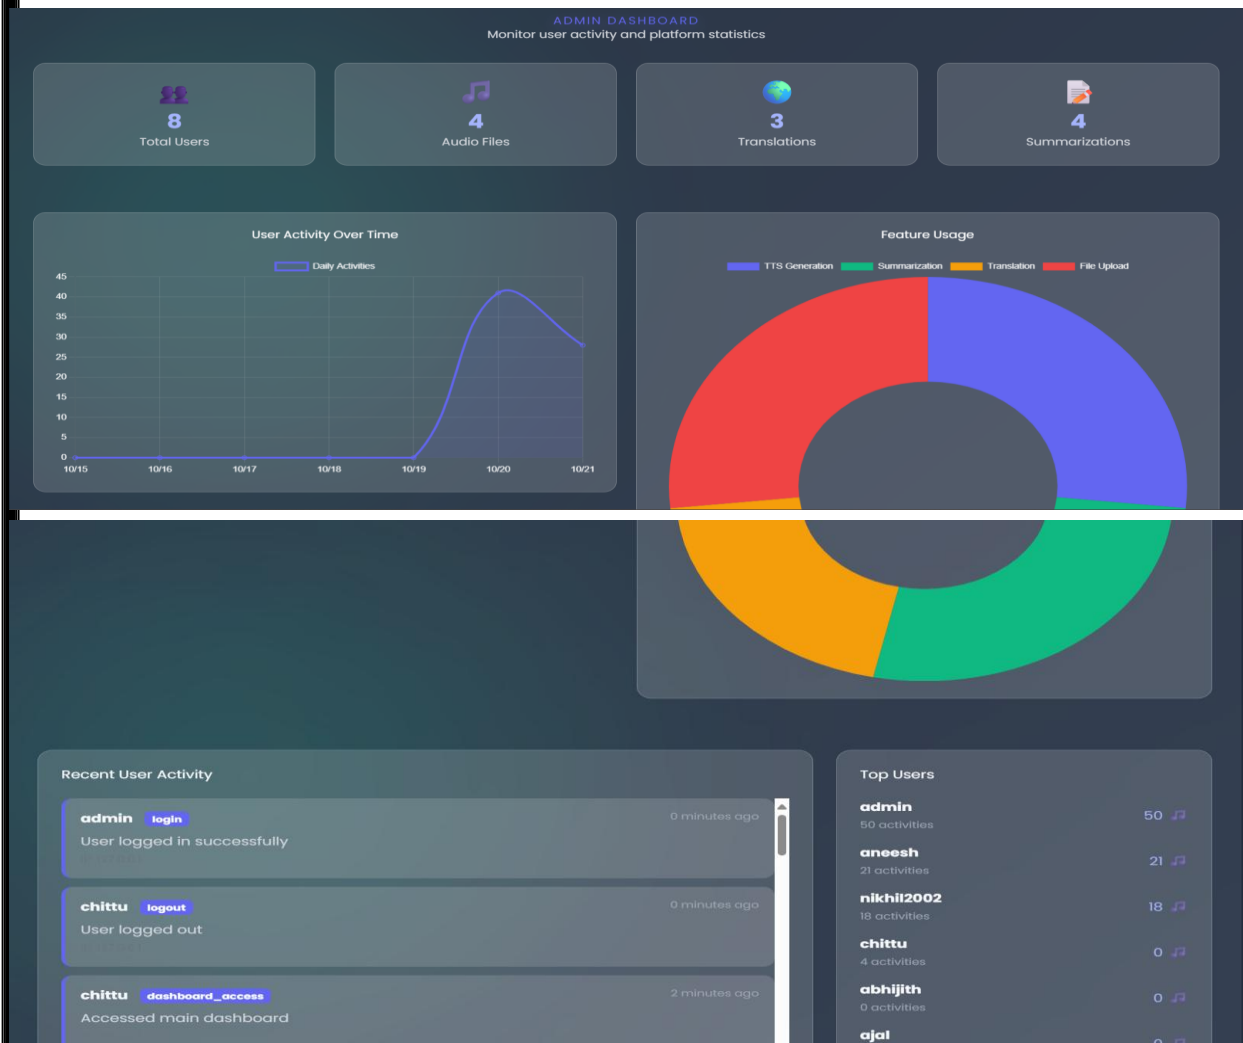 ADMIN DASHBOARD
Monitor user activity and platform statistics
8
Total Users
4
Audio Files
3
Translations
4
Summarizations
User Activity Over Time
Daily Activities
45
40
35
30
25
20
15
10
5
0
10/15 10/16 10/17 10/18 10/19 10/20 10/21
Feature Usage
TTS Generation Summarization Translation File Upload
Recent User Activity
admin login 0 minutes ago
User logged in successfully
chittu logout 0 minutes ago
User logged out
chittu dashboard_access 2 minutes ago
Accessed main dashboard
Top Users
admin
50 activities
50
aneesh
21 activities
21
nikhil2002
18 activities
18
chittu
4 activities
0
abhijith
0 activities
0
ajal